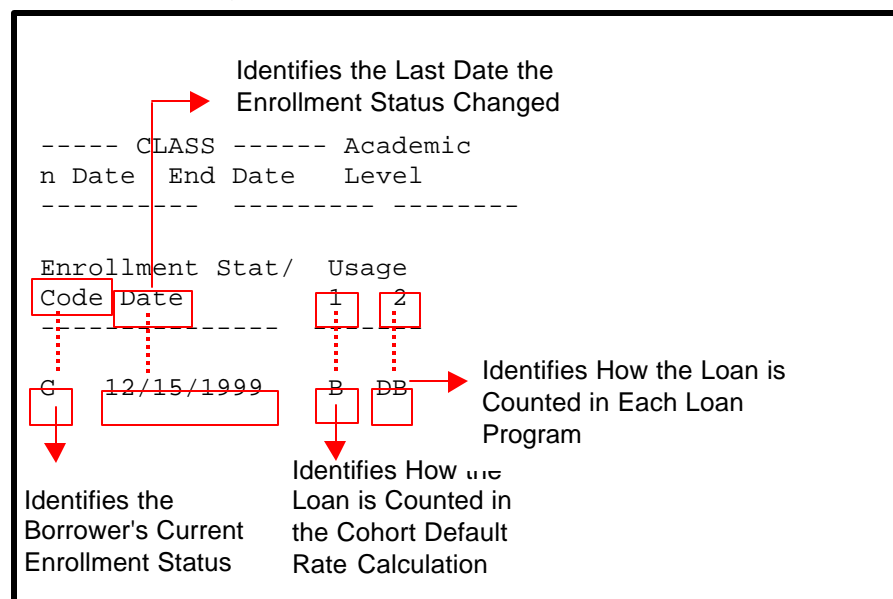 Identifies the Last Date the
Enrollment Status Changed
----- CLASS ------ Academic
n Date End Date Level
---------- --------- --------
Enrollment Stat/ Usage
Code Date 1 2
--------------- -------
G 12/15/1999 B DB
Identifies How the Loan is
Counted in Each Loan
Program
Identifies How the
Loan is Counted in
the Cohort Default
Rate Calculation
Identifies the
Borrower's Current
Enrollment Status